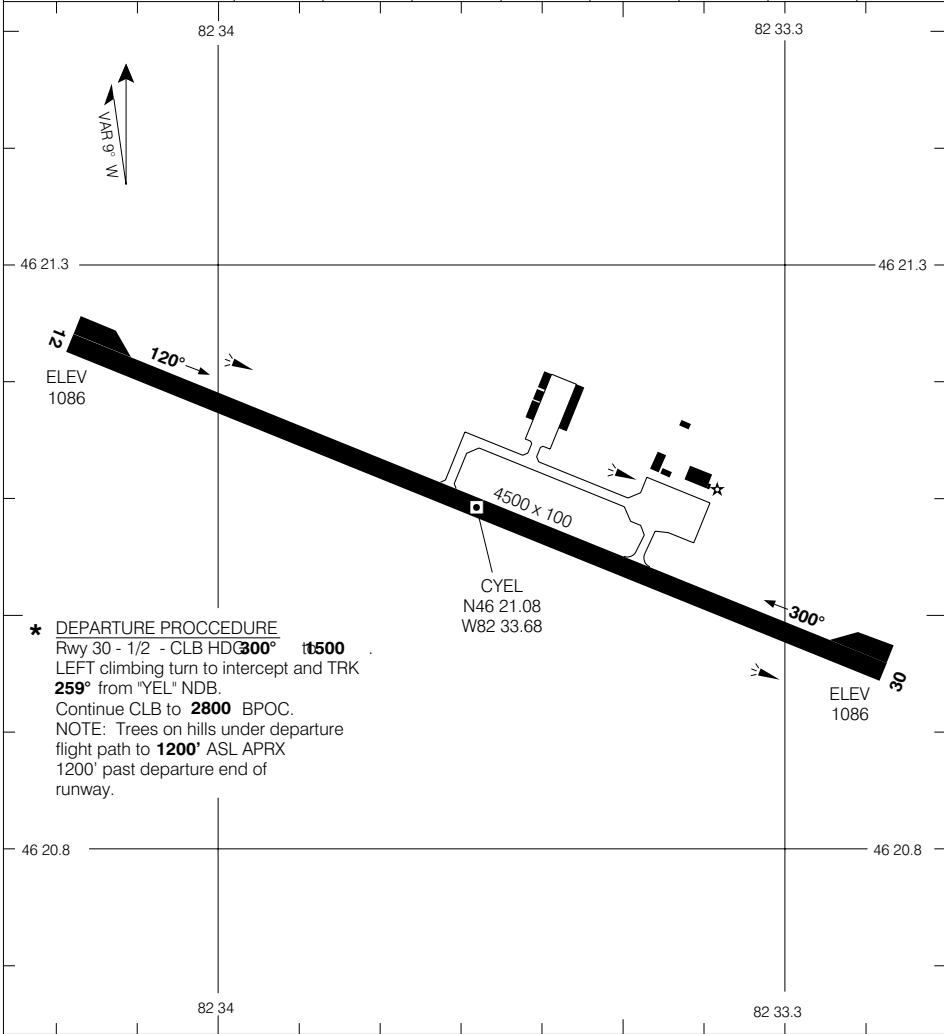 82 34
82 33.3
VAR 9° W
46 21.3
46 21.3
12
120°
ELEV
1086
4500 x 100
CYEL
N46 21.08
W82 33.68
300°
30
ELEV
1086
* DEPARTURE PROCCEDURE
Rwy 30 - 1/2 - CLB HDG 300° to 1500 .
LEFT climbing turn to intercept and TRK
259° from "YEL" NDB.
Continue CLB to 2800 BPOC.
NOTE: Trees on hills under departure
flight path to 1200' ASL APRX
1200' past departure end of
runway.
46 20.8
46 20.8
82 34
82 33.3